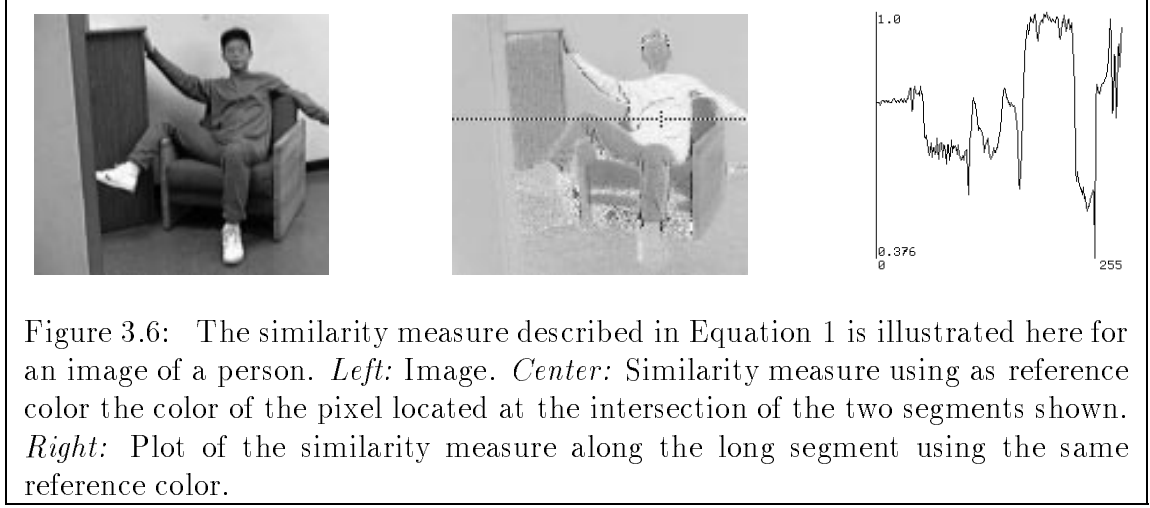 1.0
0.376
0
255
Figure 3.6: The similarity measure described in Equation 1 is illustrated here for
an image of a person. Left: Image. Center: Similarity measure using as reference
color the color of the pixel located at the intersection of the two segments shown.
Right: Plot of the similarity measure along the long segment using the same
reference color.